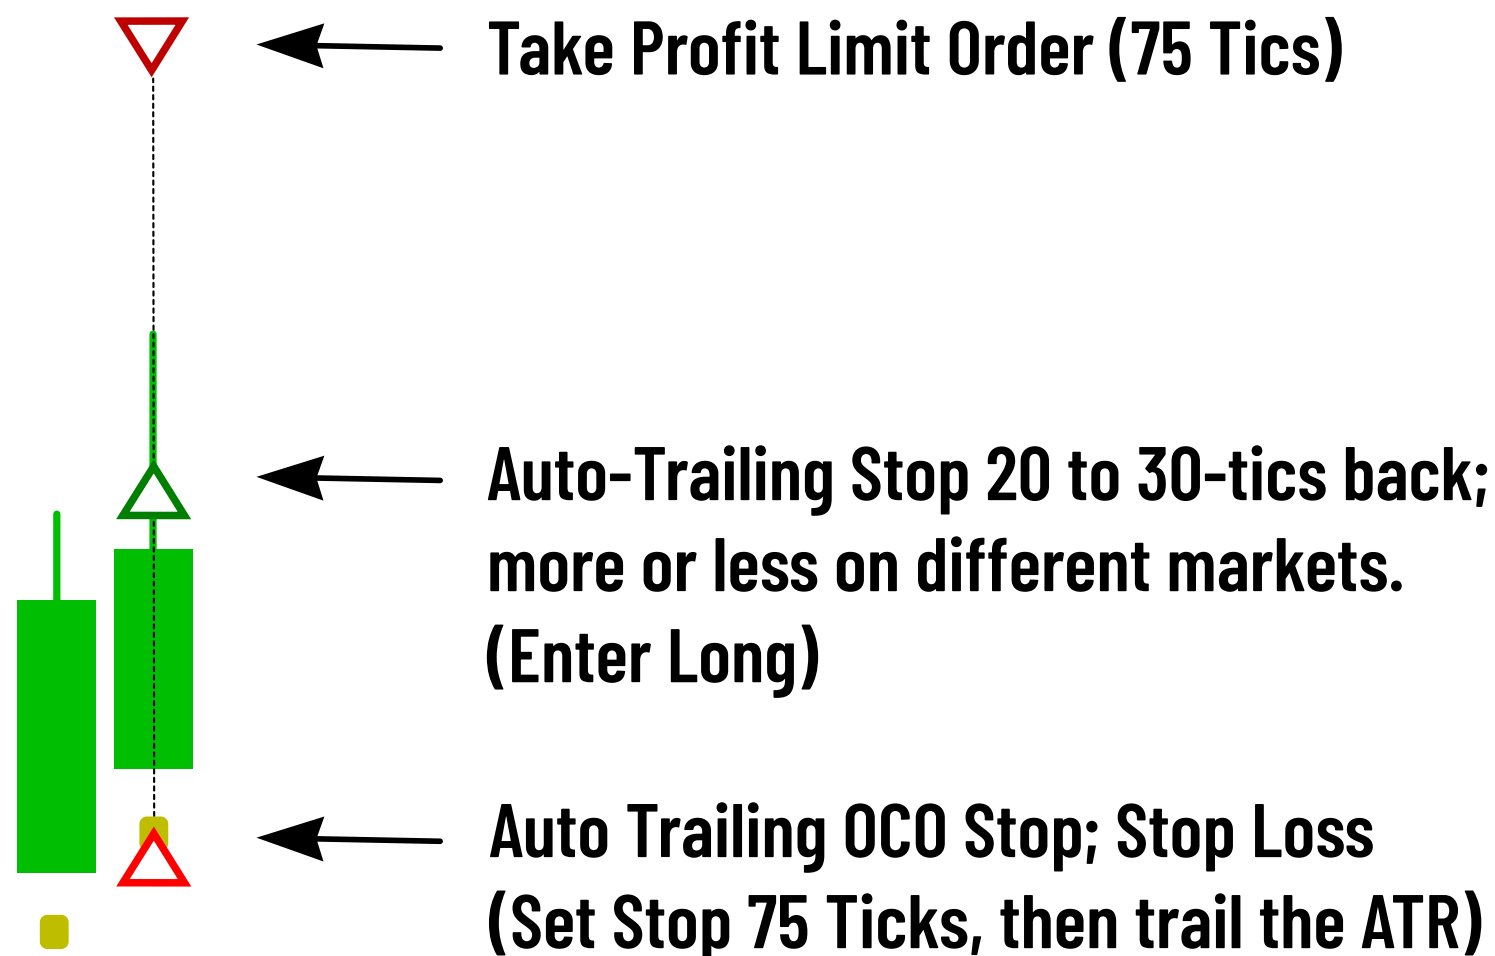 Take Profit Limit Order (75 Tics)
Auto-Trailing Stop 20 to 30-tics back;
more or less on different markets.
(Enter Long)
Auto Trailing OCO Stop; Stop Loss
(Set Stop 75 Ticks, then trail the ATR)